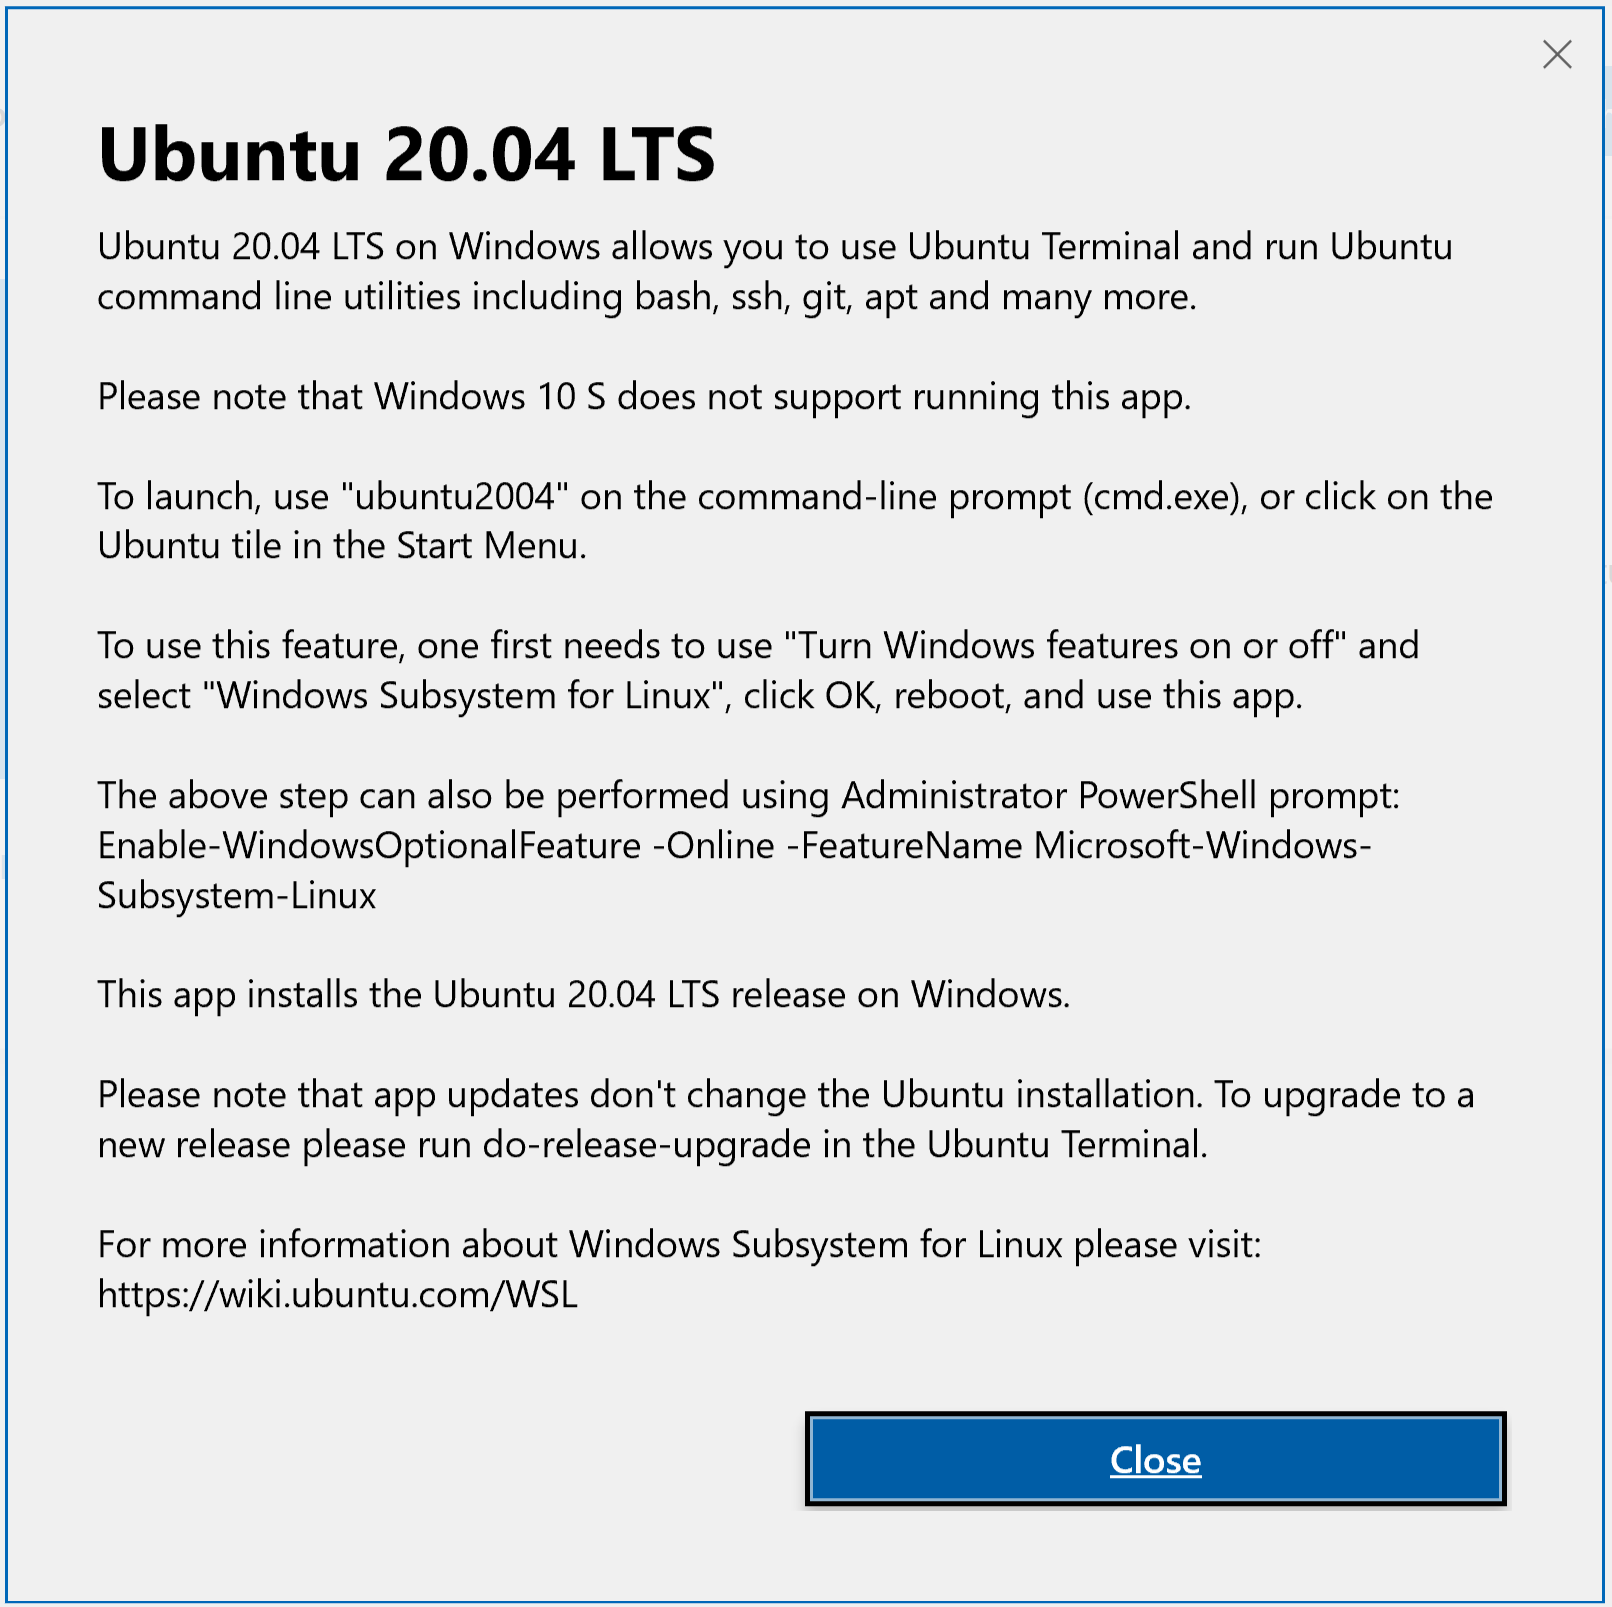 Ubuntu 20.04 LTS
Ubuntu 20.04 LTS on Windows allows you to use Ubuntu Terminal and run Ubuntu
command line utilities including bash, ssh, git, apt and many more.
Please note that Windows 10 S does not support running this app.
To launch, use "ubuntu2004" on the command-line prompt (cmd.exe), or click on the
Ubuntu tile in the Start Menu.
To use this feature, one first needs to use "Turn Windows features on or off" and
select "Windows Subsystem for Linux", click OK, reboot, and use this app.
The above step can also be performed using Administrator PowerShell prompt:
Enable-WindowsOptionalFeature -Online -FeatureName Microsoft-Windows-
Subsystem-Linux
This app installs the Ubuntu 20.04 LTS release on Windows.
Please note that app updates don't change the Ubuntu installation. To upgrade to a
new release please run do-release-upgrade in the Ubuntu Terminal.
For more information about Windows Subsystem for Linux please visit:
https://wiki.ubuntu.com/WSL
Close